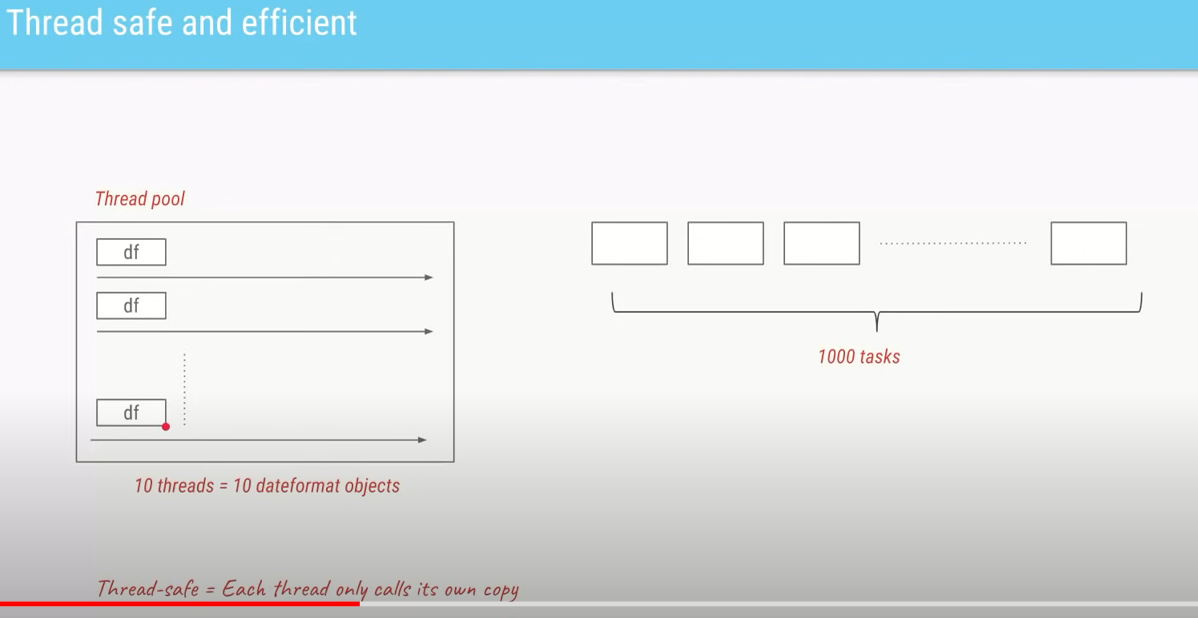 Thread safe and efficient
Thread pool
df
df
df
1000 tasks
10 threads = 10 dateformat objects
Thread-safe = Each thread only calls its own copy